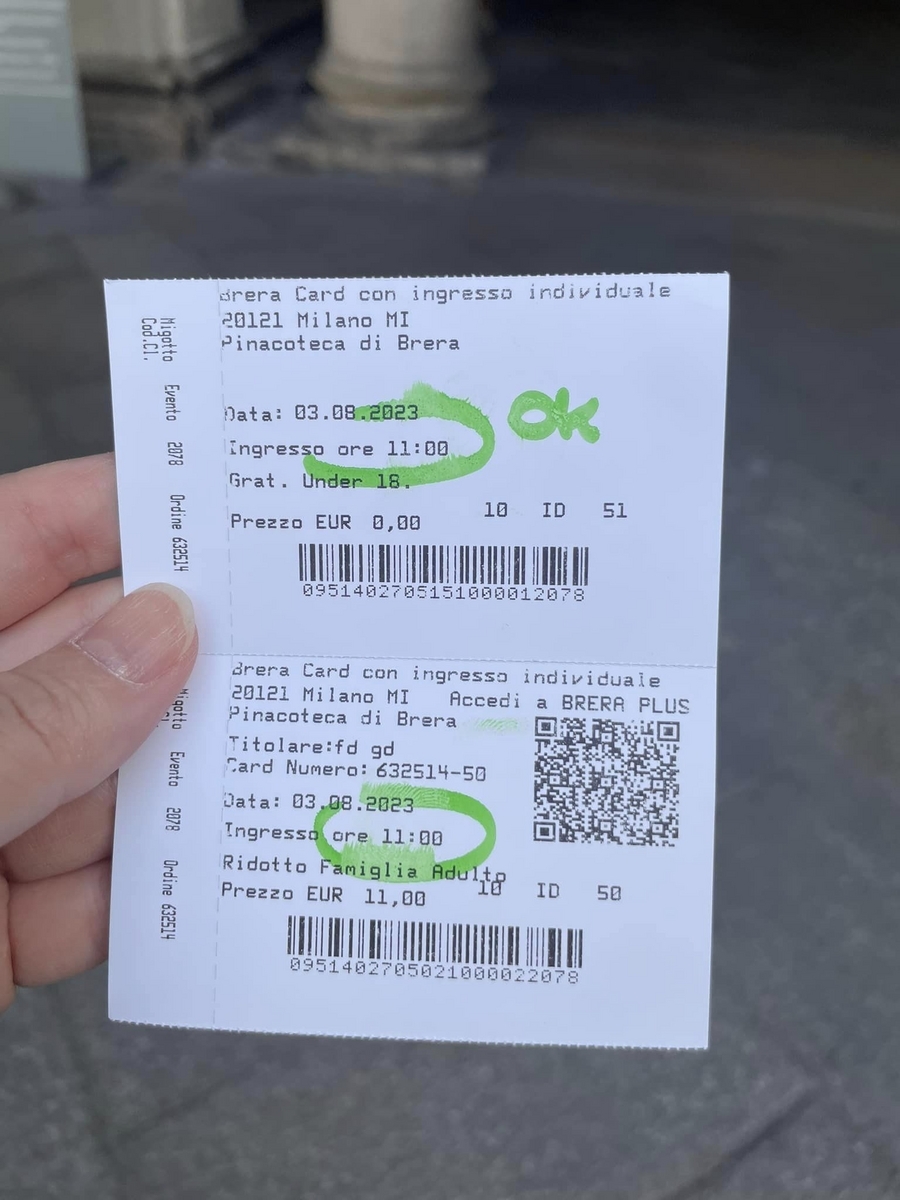 Brera Card con ingresso individuale
20121 Milano MI
Pinacoteca di Brera
Data: 03.08.2023
OK
Ingresso ore 11:00
Grat. Under 18.
Prezzo EUR 0,00
10 ID 51
0951402705151000012078
Migotto Evento 2078 Ordine 632514
Cod.Cl.
Brera Card con ingresso individuale
20121 Milano MI Accedi a BRERA PLUS
Pinacoteca di Brera
Titolare:fd gd
Card Numero: 632514-50
Data: 03.08.2023
Ingresso ore 11:00
Ridotto Famiglia Adulto
Prezzo EUR 11,00
10 ID 50
0951402705021000022078
Evento 2078 Ordine 632514